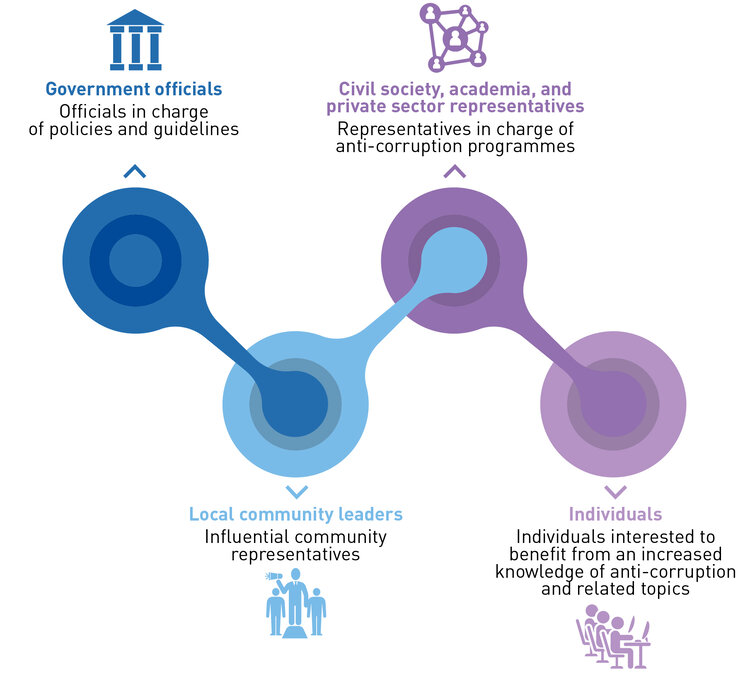 Government officials
Officials in charge
of policies and guidelines
Civil society, academia, and
private sector representatives
Representatives in charge of
anti-corruption programmes
Local community leaders
Influential community
representatives
Individuals
Individuals interested to
benefit from an increased
knowledge of anti-corruption
and related topics